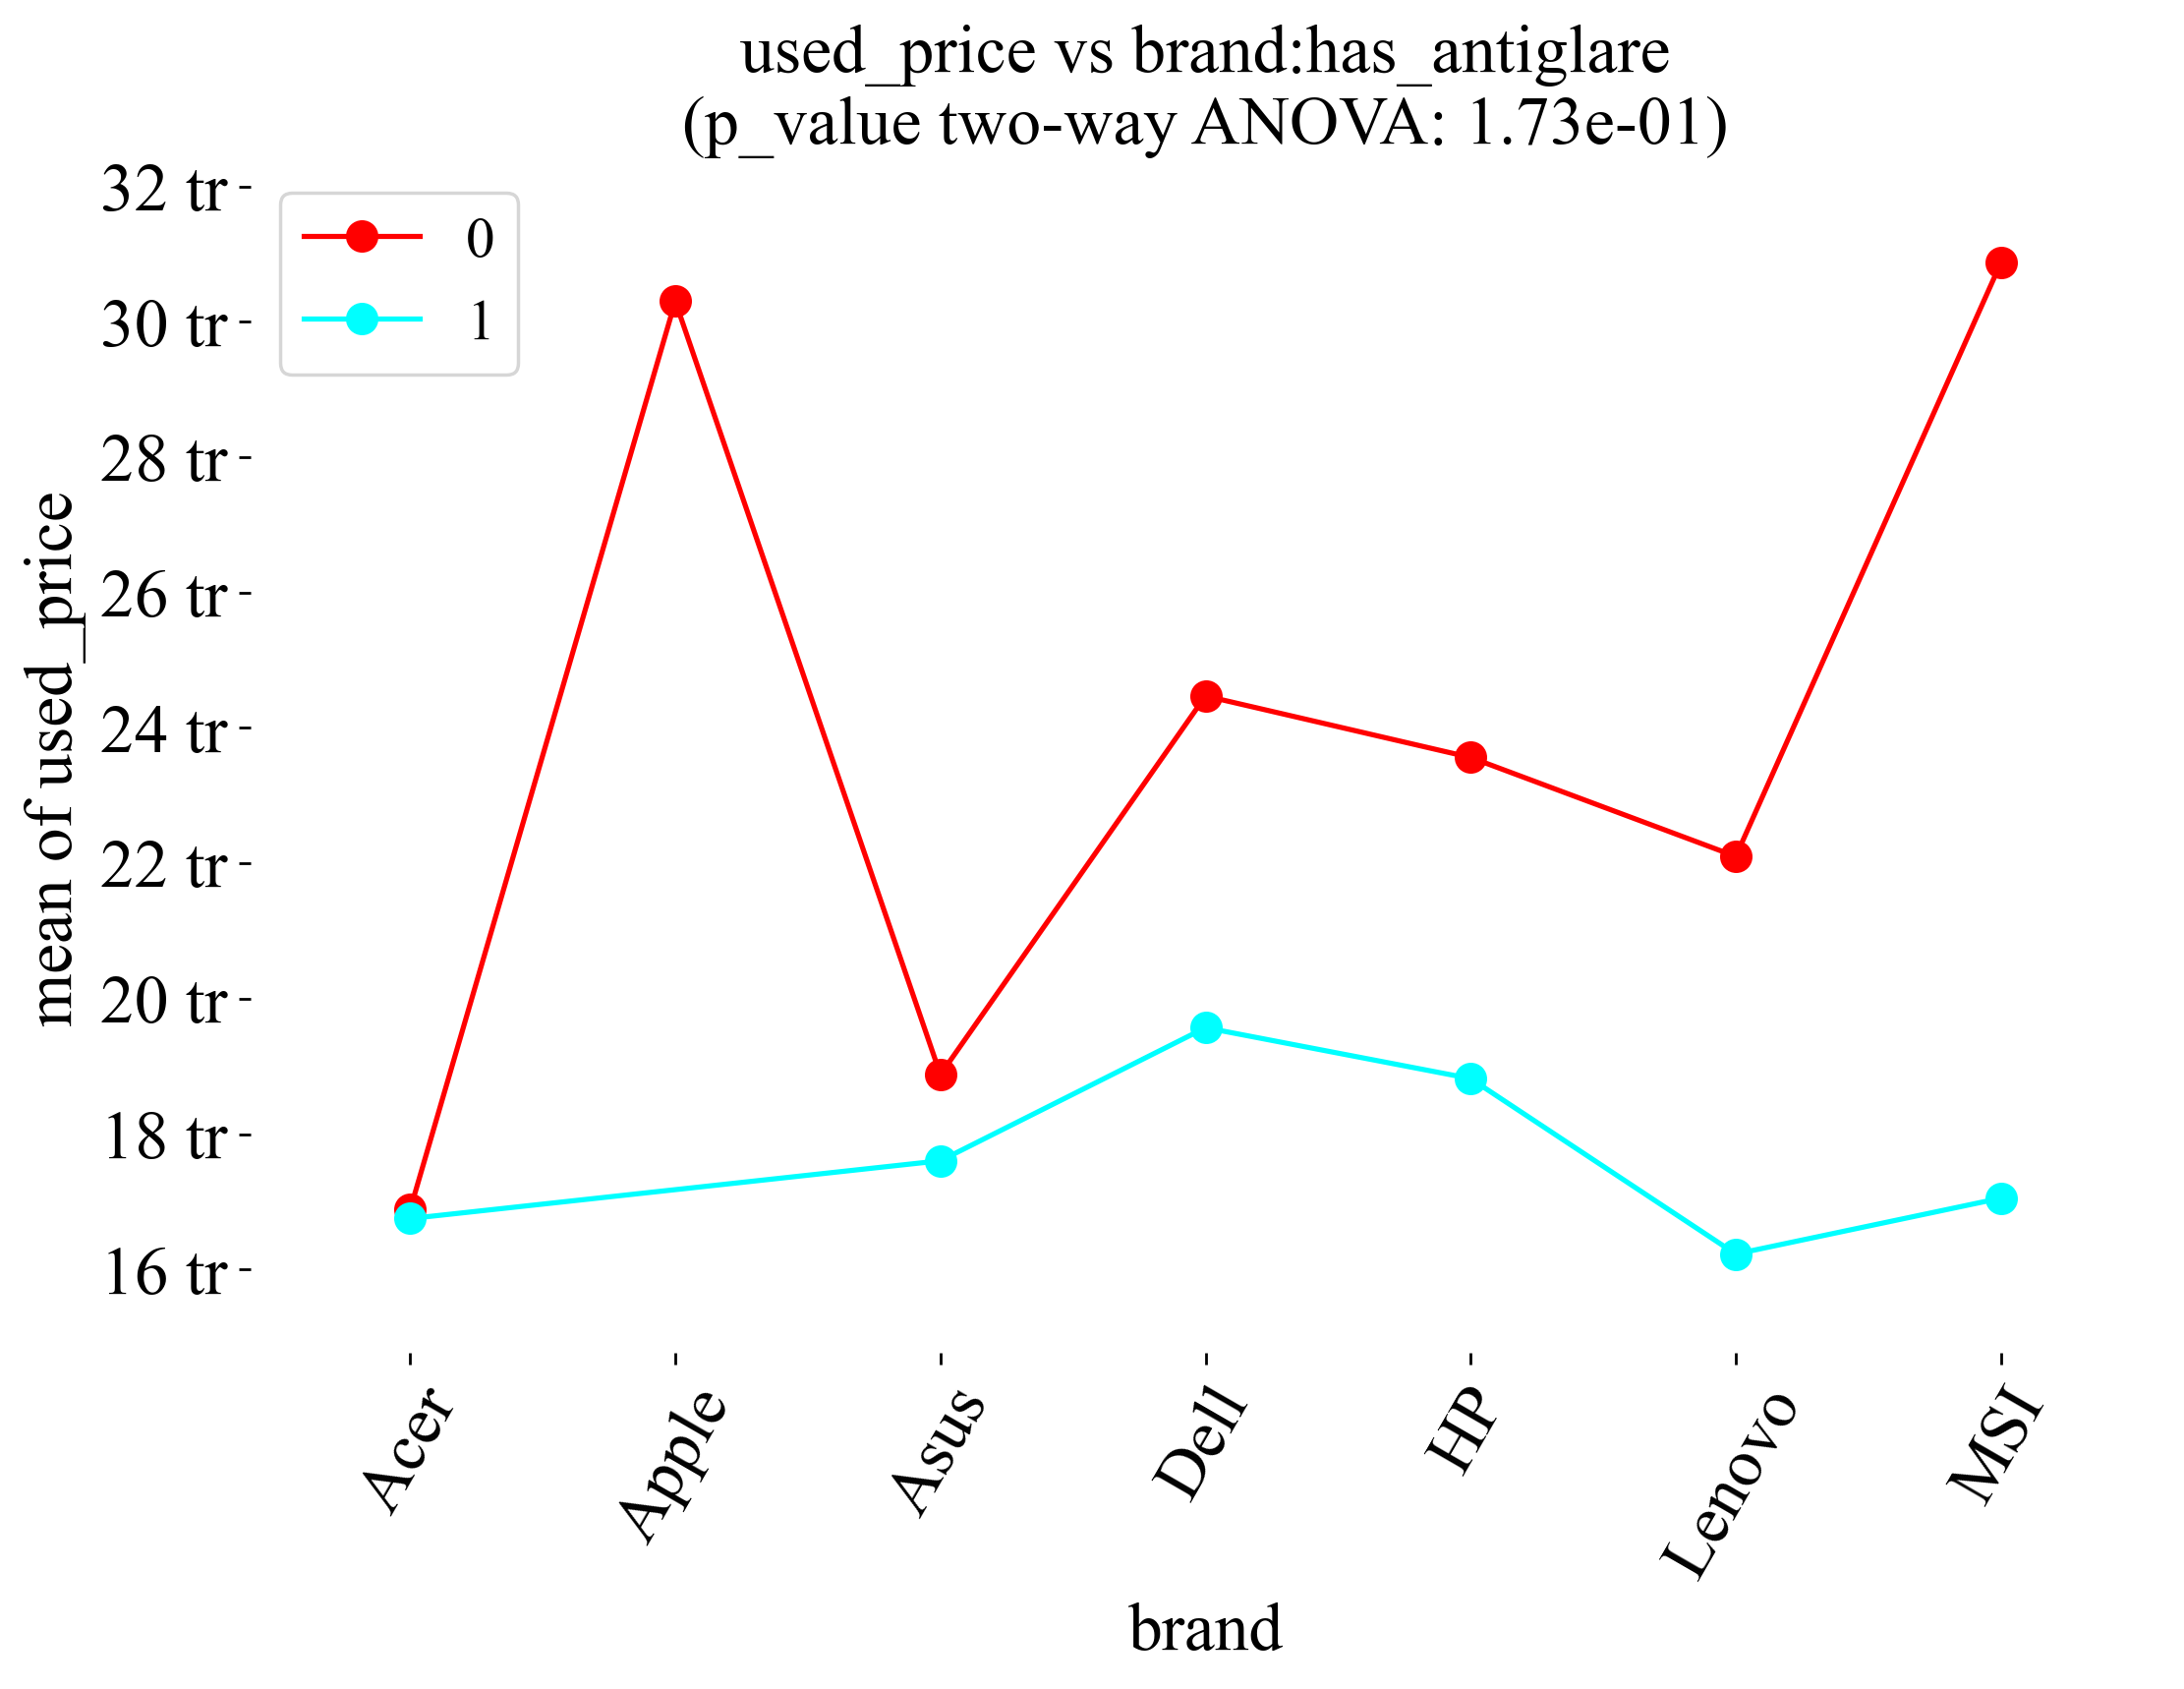 used_price vs brand:has_antiglare
(p_value two-way ANOVA: 1.73e-01)
32 tr
30 tr
28 tr
26 tr
24 tr
22 tr
20 tr
18 tr
16 tr
mean of used_price
0
1
Acer
Apple
Asus
Dell
HP
Lenovo
MSI
brand